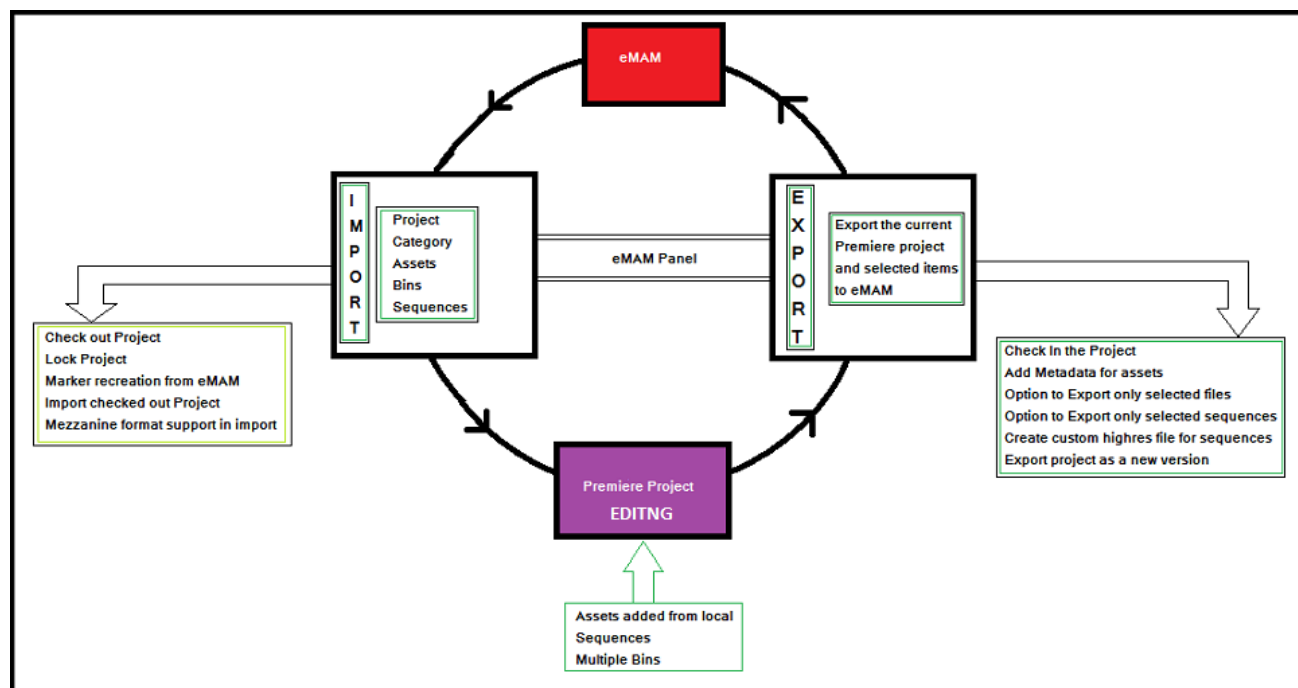 eMAM
IMPORT
Project
Category
Assets
Bins
Sequences
eMAM Panel
EXPORT
Export the current
Premiere project
and selected items
to eMAM
Check out Project
Lock Project
Marker recreation from eMAM
Import checked out Project
Mezzanine format support in import
Check In the Project
Add Metadata for assets
Option to Export only selected files
Option to Export only selected sequences
Create custom highres file for sequences
Export project as a new version
Premiere Project
EDITNG
Assets added from local
Sequences
Multiple Bins